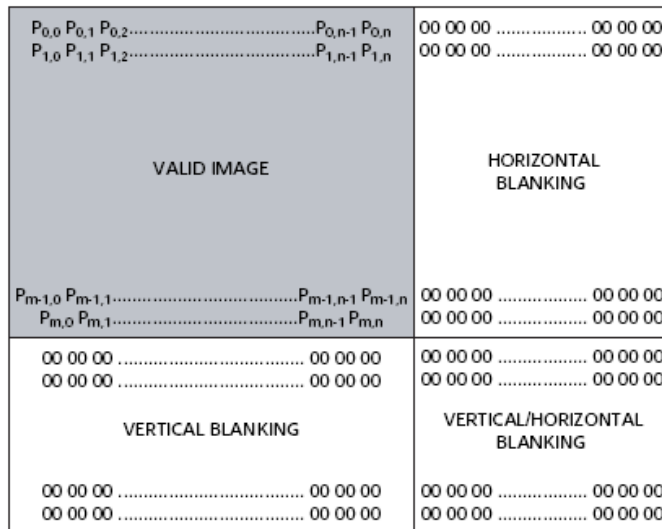 P0,0 P0,1 P0,2.....................................P0,n-1 P0,n
P1,0 P1,1 P1,2.....................................P1,n-1 P1,n
VALID IMAGE
Pm-1,0 Pm-1,1.....................................Pm-1,n-1 Pm-1,n
Pm,0 Pm,1.....................................Pm,n-1 Pm,n
00 00 00 .................. 00 00 00
00 00 00 .................. 00 00 00
HORIZONTAL
BLANKING
00 00 00 .................. 00 00 00
00 00 00 .................. 00 00 00
00 00 00 ..................................... 00 00 00
00 00 00 ..................................... 00 00 00
VERTICAL BLANKING
00 00 00 ..................................... 00 00 00
00 00 00 ..................................... 00 00 00
00 00 00 .................. 00 00 00
00 00 00 .................. 00 00 00
VERTICAL/HORIZONTAL
BLANKING
00 00 00 .................. 00 00 00
00 00 00 .................. 00 00 00